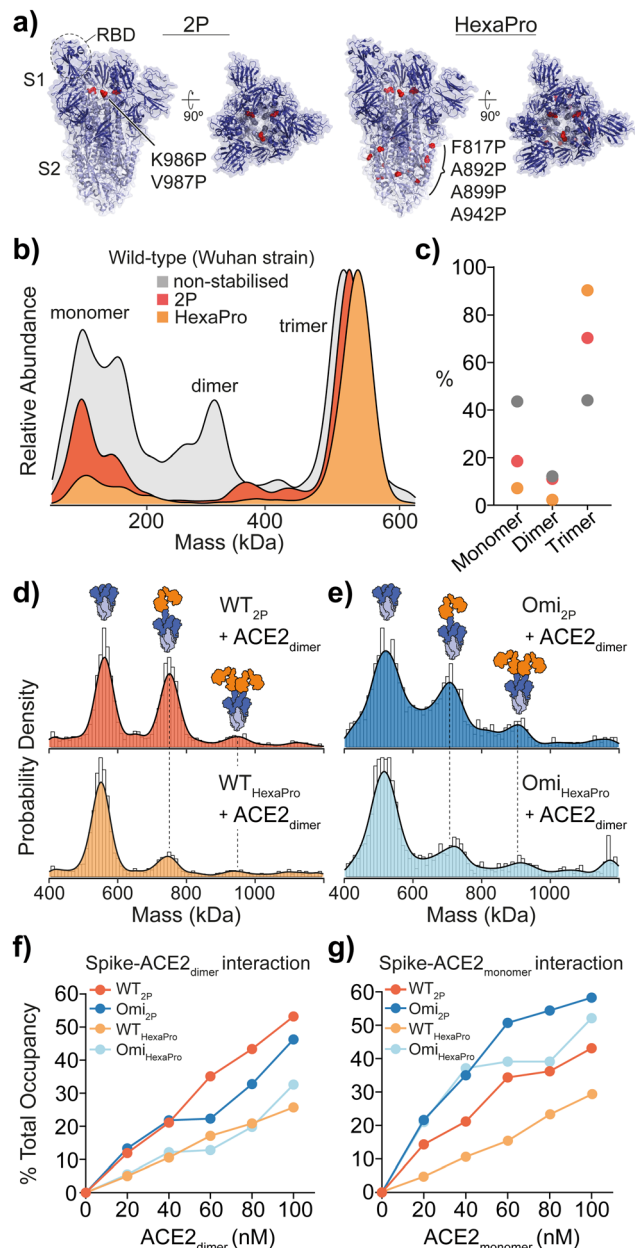 a)
2P
HexaPro
RBD
S1
S2
90º
90º
K986P
V987P
F817P
A892P
A899P
A942P
b)
Wild-type (Wuhan strain)
non-stabilised
2P
HexaPro
monomer
dimer
trimer
Relative Abundance
200
400
600
Mass (kDa)
c)
100
80
60
40
20
0
%
Monomer
Dimer
Trimer
d)
WT2P
+ ACE2dimer
WTHexaPro
+ ACE2dimer
Probability Density
400
600
800
1000
Mass (kDa)
e)
Omi2P
+ ACE2dimer
OmiHexaPro
+ ACE2dimer
400
600
800
1000
Mass (kDa)
f)
Spike-ACE2dimer interaction
WT2P
Omi2P
WTHexaPro
OmiHexaPro
% Total Occupancy
60
50
40
30
20
10
0
0
20
40
60
80
100
ACE2dimer (nM)
g)
Spike-ACE2monomer interaction
WT2P
Omi2P
WTHexaPro
OmiHexaPro
60
50
40
30
20
10
0
0
20
40
60
80
100
ACE2monomer (nM)